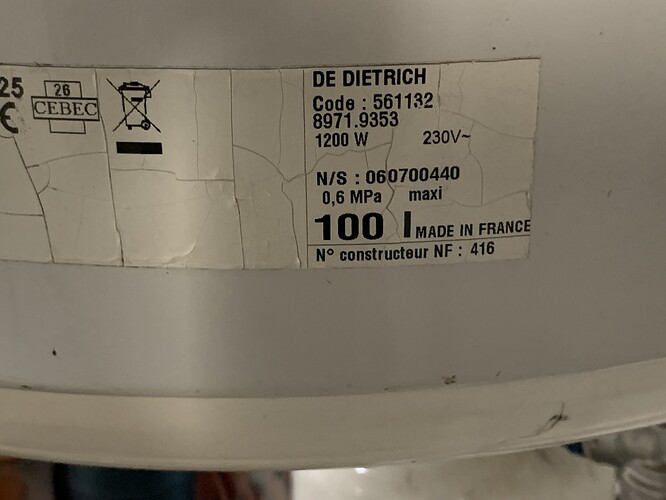 25
€
26
CEBEC
DE DIETRICH
Code : 561132
8971.9353
1200 W 230V~
N/S : 060700440
0,6 MPa maxi
100 l MADE IN FRANCE
N° constructeur NF : 416